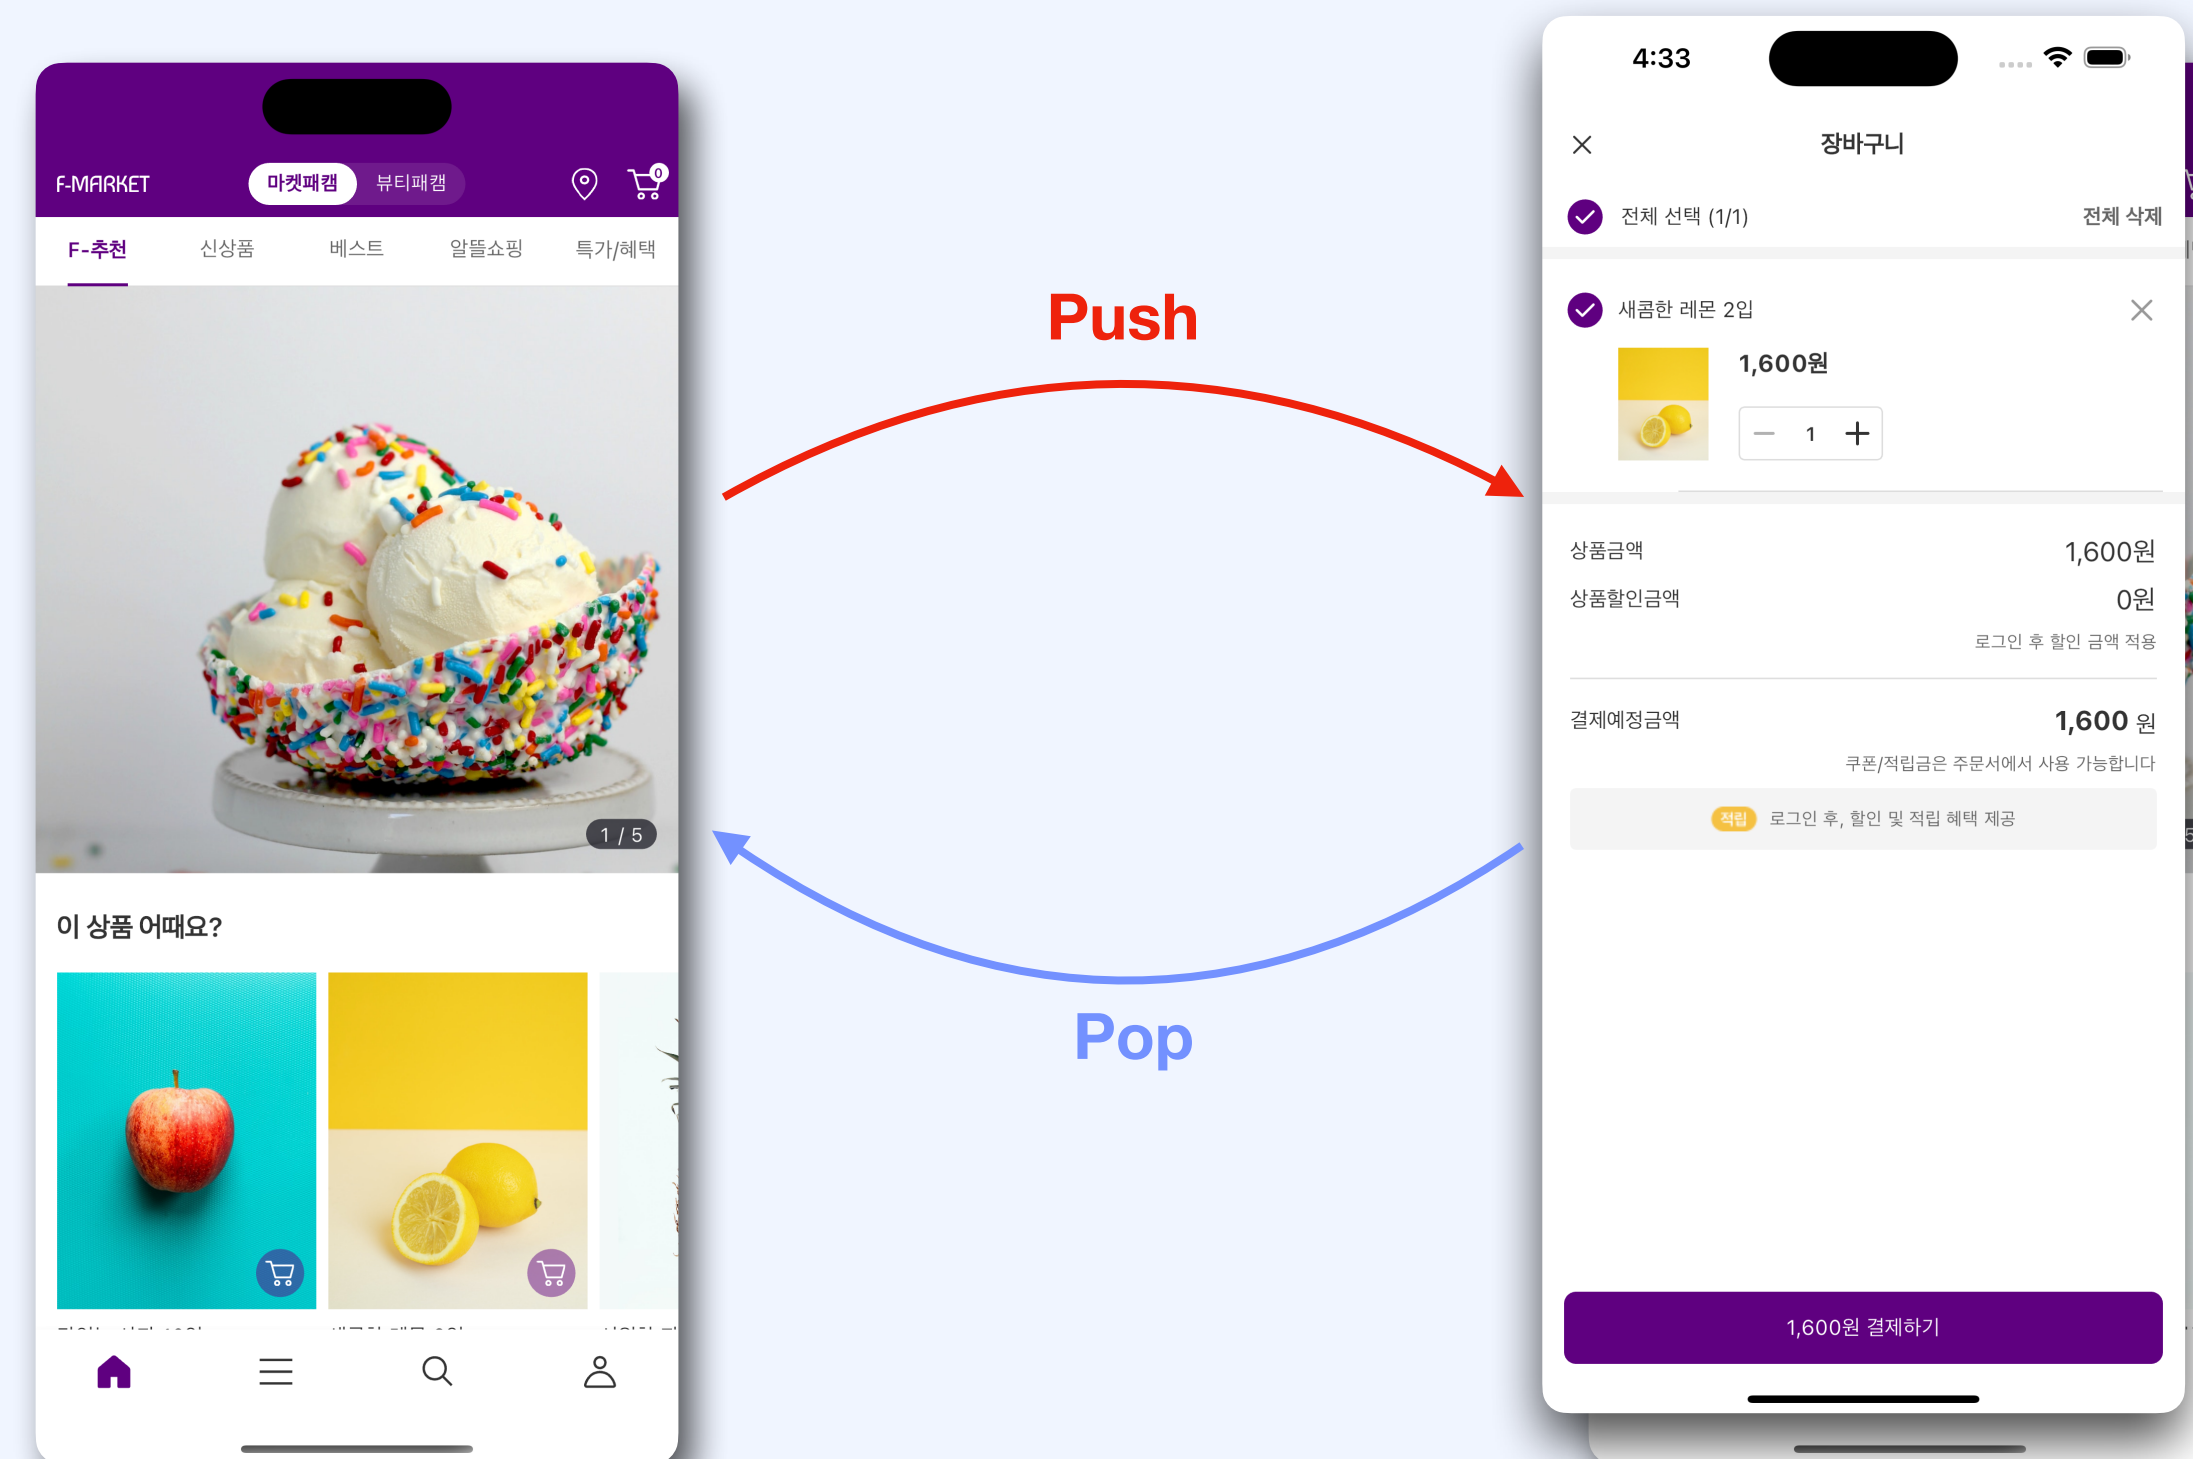 F-MARKET
마켓패캠
뷰티패캠
0
F-추천
신상품
베스트
알뜰쇼핑
특가/혜택
1 / 5
이 상품 어때요?
Push
Pop
4:33
장바구니
전체 선택 (1/1)
전체 삭제
새콤한 레몬 2입
1,600원
1
상품금액
1,600원
상품할인금액
0원
로그인 후 할인 금액 적용
결제예정금액
1,600 원
쿠폰/적립금은 주문서에서 사용 가능합니다
적립 로그인 후, 할인 및 적립 혜택 제공
1,600원 결제하기